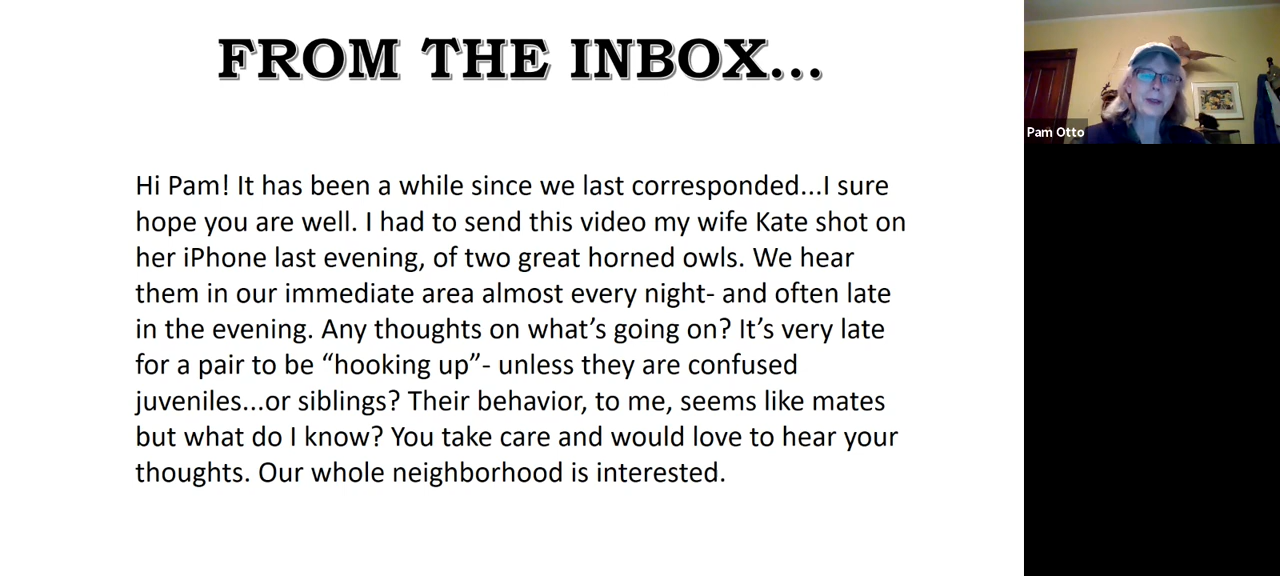 FROM THE INBOX...
Hi Pam! It has been a while since we last corresponded...I sure
hope you are well. I had to send this video my wife Kate shot on
her iPhone last evening, of two great horned owls. We hear
them in our immediate area almost every night- and often late
in the evening. Any thoughts on what’s going on? It’s very late
for a pair to be “hooking up”- unless they are confused
juveniles...or siblings? Their behavior, to me, seems like mates
but what do I know? You take care and would love to hear your
thoughts. Our whole neighborhood is interested.
Pam Otto